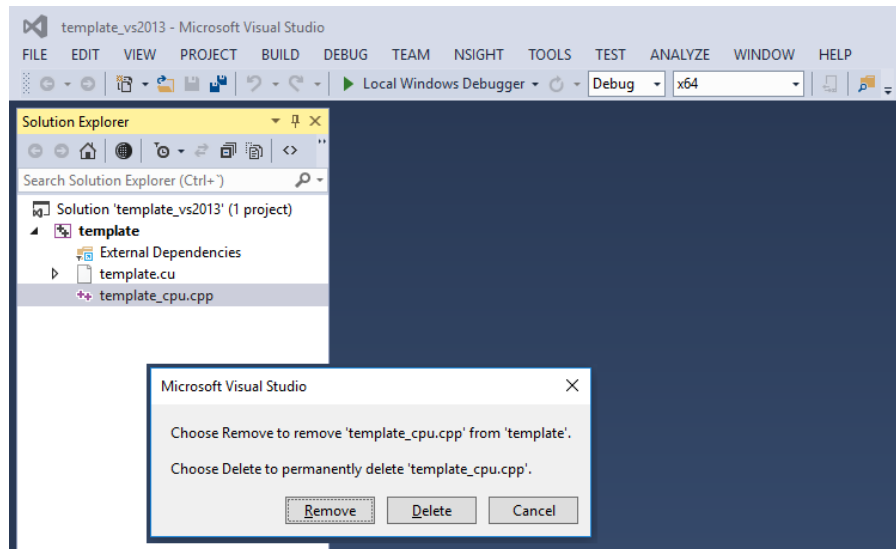 template_vs2013 - Microsoft Visual Studio
FILE EDIT VIEW PROJECT BUILD DEBUG TEAM NSIGHT TOOLS TEST ANALYZE WINDOW HELP
Local Windows Debugger Debug x64
Solution Explorer
Search Solution Explorer (Ctrl+`)
Solution 'template_vs2013' (1 project)
template
External Dependencies
template.cu
template_cpu.cpp
Microsoft Visual Studio
Choose Remove to remove 'template_cpu.cpp' from 'template'.
Choose Delete to permanently delete 'template_cpu.cpp'.
Remove Delete Cancel